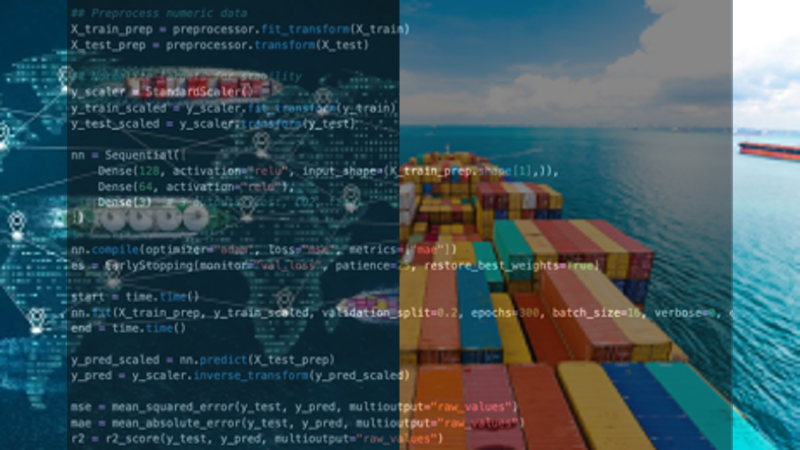 ## Preprocess numeric data
X_train_prep = preprocessor.fit_transform(X_train)
X_test_prep = preprocessor.transform(X_test)
y_scaler = StandardScaler()
y_train_scaled = y_scaler.fit_transform(y_train)
y_test_scaled = y_scaler.transform(y_test)
nn = Sequential([
Dense(128, activation="relu", input_shape=(X_train_prep.shape[1],)),
Dense(64, activation="relu"),
Dense(3)
])
nn.compile(optimizer="adam", loss="mse", metrics=["mae"])
es = EarlyStopping(monitor="val_loss", patience=25, restore_best_weights=True)
start = time.time()
nn.fit(X_train_prep, y_train_scaled, validation_split=0.2, epochs=300, batch_size=16, verbose=0,
end = time.time()
y_pred_scaled = nn.predict(X_test_prep)
y_pred = y_scaler.inverse_transform(y_pred_scaled)
mse = mean_squared_error(y_test, y_pred, multioutput="raw_values")
mae = mean_absolute_error(y_test, y_pred, multioutput="raw_values")
r2 = r2_score(y_test, y_pred, multioutput="raw_values")